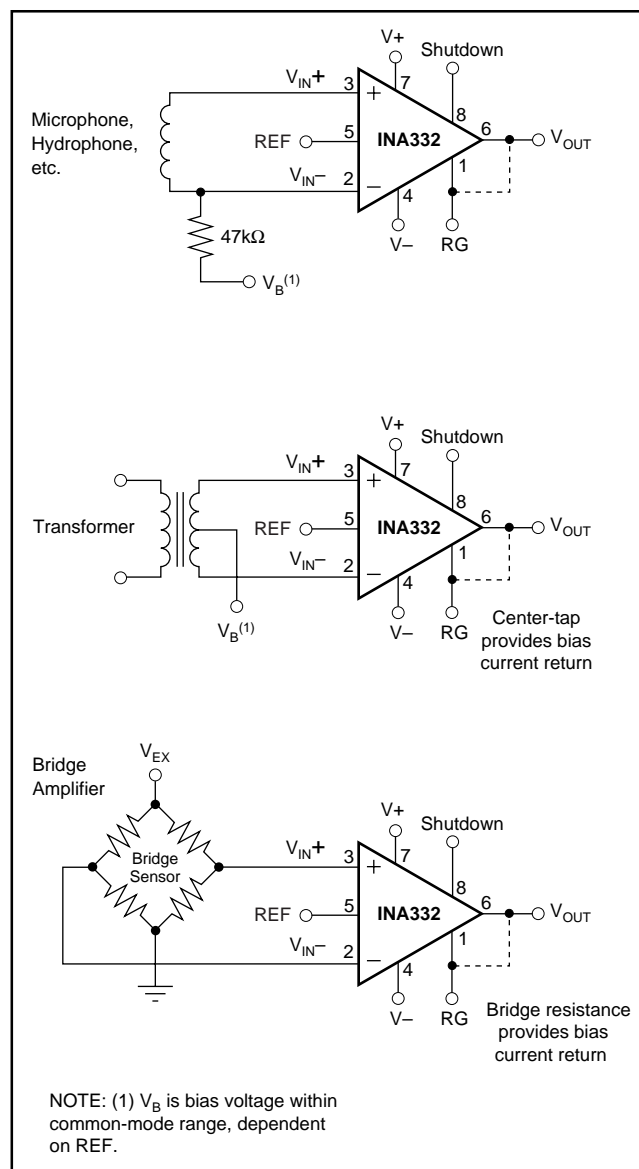 V+
Shutdown
VIN+
3
7
8
Microphone,
Hydrophone,
etc.
+
REF
5
INA332
6
VOUT
1
VIN−
2
−
4
47kΩ
V−
RG
VB(1)
V+
Shutdown
VIN+
3
7
8
+
Transformer
REF
5
INA332
6
VOUT
1
VIN−
2
−
4
VB(1)
V−
RG
Center-tap
provides bias
current return
VEX
Bridge
Amplifier
V+
Shutdown
Bridge
Sensor
VIN+
3
7
8
+
REF
5
INA332
6
VOUT
1
VIN−
2
−
4
V−
RG
Bridge resistance
provides bias
current return
NOTE: (1) VB is bias voltage within
common-mode range, dependent
on REF.